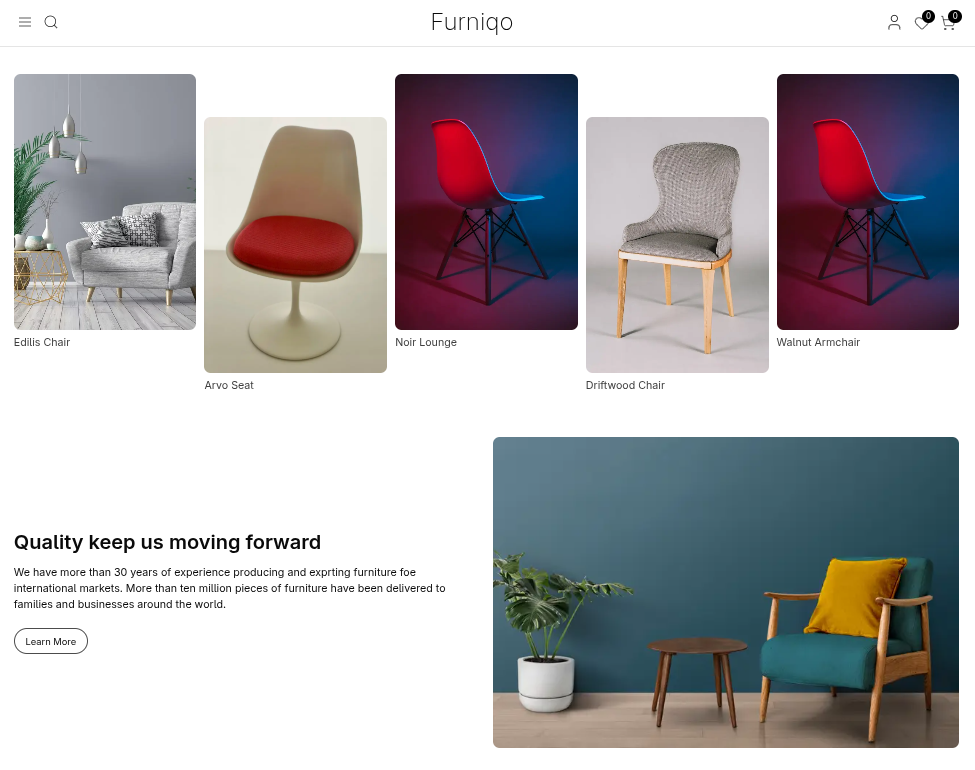 Furniqo
0
0
Edilis Chair
Arvo Seat
Noir Lounge
Driftwood Chair
Walnut Armchair
Quality keep us moving forward
We have more than 30 years of experience producing and exprting furniture foe
international markets. More than ten million pieces of furniture have been delivered to
families and businesses around the world.
Learn More